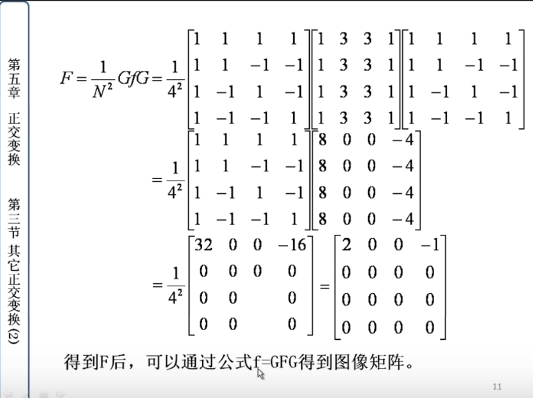 第五章 正交变换 第三节 其它正交变换(2)
F = 1/N² GfG = 1/4² [1 1 1 1; 1 1 −1 −1; 1 −1 1 −1; 1 −1 −1 1] [1 3 3 1; 1 3 3 1; 1 3 3 1; 1 3 3 1] [1 1 1 1; 1 1 −1 −1; 1 −1 1 −1; 1 −1 −1 1]
= 1/4² [1 1 1 1; 1 1 −1 −1; 1 −1 1 −1; 1 −1 −1 1] [8 0 0 −4; 8 0 0 −4; 8 0 0 −4; 8 0 0 −4]
= 1/4² [32 0 0 −16; 0 0 0 0; 0 0 0; 0 0 0] = [2 0 0 −1; 0 0 0 0; 0 0 0 0; 0 0 0 0]
得到F后，可以通过公式f=GFG得到图像矩阵。
11